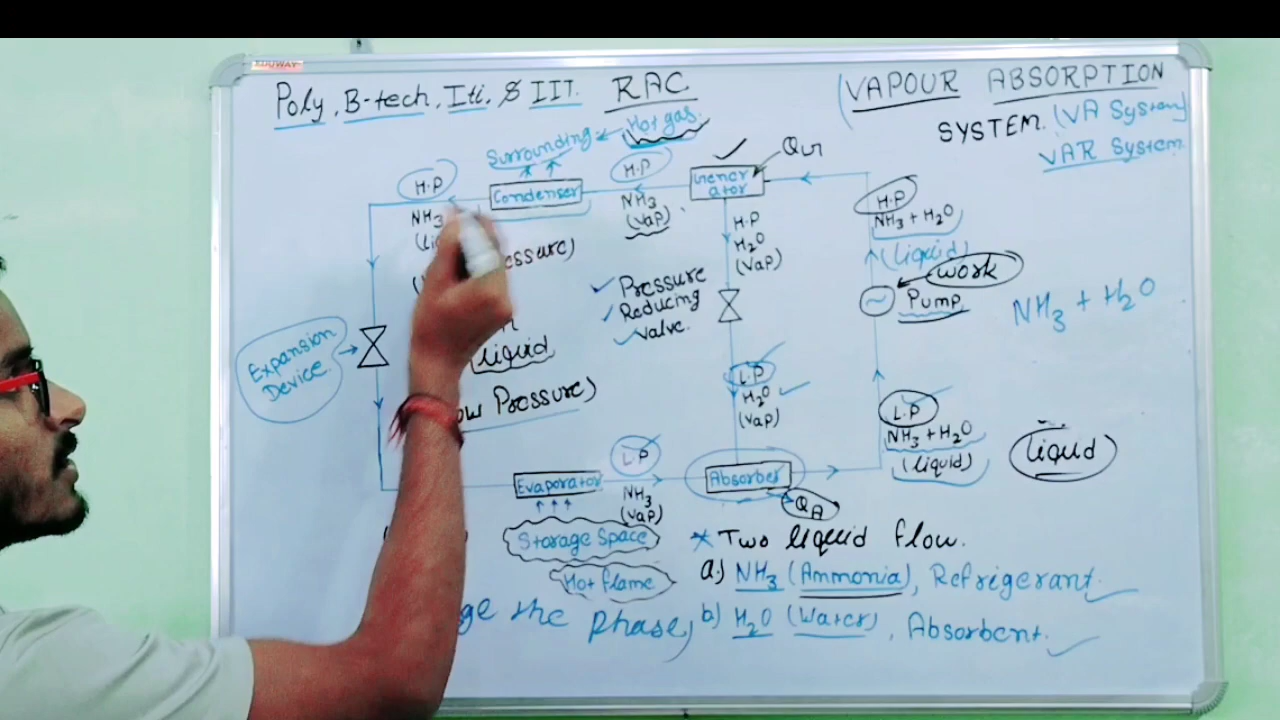 EDUWAY
Poly, B-tech, Iti, & IIT. RAC
(VAPOUR ABSORPTION
SYSTEM. (VA System)
VAR System.
Surrounding ← Hot gas.
H.P
NH3
Condenser
H.P
NH3
(Vap)
Generator
H.P
H2O
(Vap)
H.P
NH3 + H2O
(liquid)
work
Pump
NH3 + H2O
Pressure
Reducing
Valve.
Expansion
Device.
liquid
Pressure)
L.P
H2O
(Vap)
L.P
NH3 + H2O
(liquid)
liquid
Evaporator
L.P
NH3
(Vap)
Absorber
QA
Storage Space
Hot flame
* Two liquid flow.
a.) NH3 (Ammonia), Refrigerant.
the Phase,
b) H2O (Water), Absorbent.